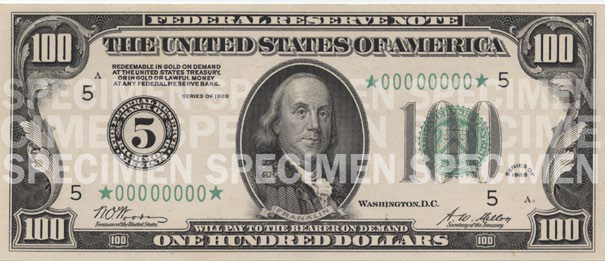 FEDERAL RESERVE NOTE
100
100
THE UNITED STATES OF AMERICA
REDEEMABLE IN GOLD ON DEMAND
AT THE UNITED STATES TREASURY,
OR IN GOLD OR LAWFUL MONEY
AT ANY FEDERAL RESERVE BANK.
SERIES OF 1928
A
5
★00000000★
5
SPECIMEN SPECIMEN SPECIMEN
5
100
SPECIMEN SPECIMEN SPECIMEN
★00000000★
5
5
A
WASHINGTON, D.C.
FRANKLIN
W.O. Woods
Treasurer of the United States.
A.W. Mellon
Secretary of the Treasury.
WILL PAY TO THE BEARER ON DEMAND
100
100
100
100
ONE HUNDRED DOLLARS